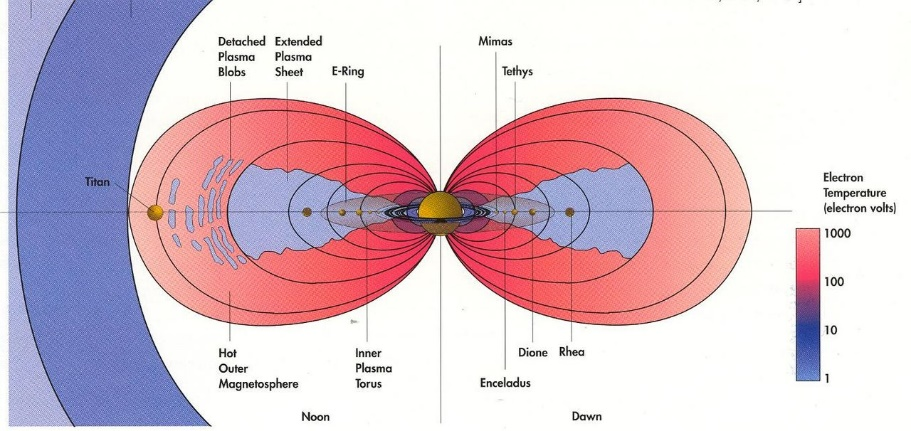 Detached
Plasma
Blobs
Extended
Plasma
Sheet
E-Ring
Mimas
Tethys
Titan
Electron
Temperature
(electron volts)
1000
100
10
1
Hot
Outer
Magnetosphere
Inner
Plasma
Torus
Enceladus
Dione
Rhea
Noon
Dawn